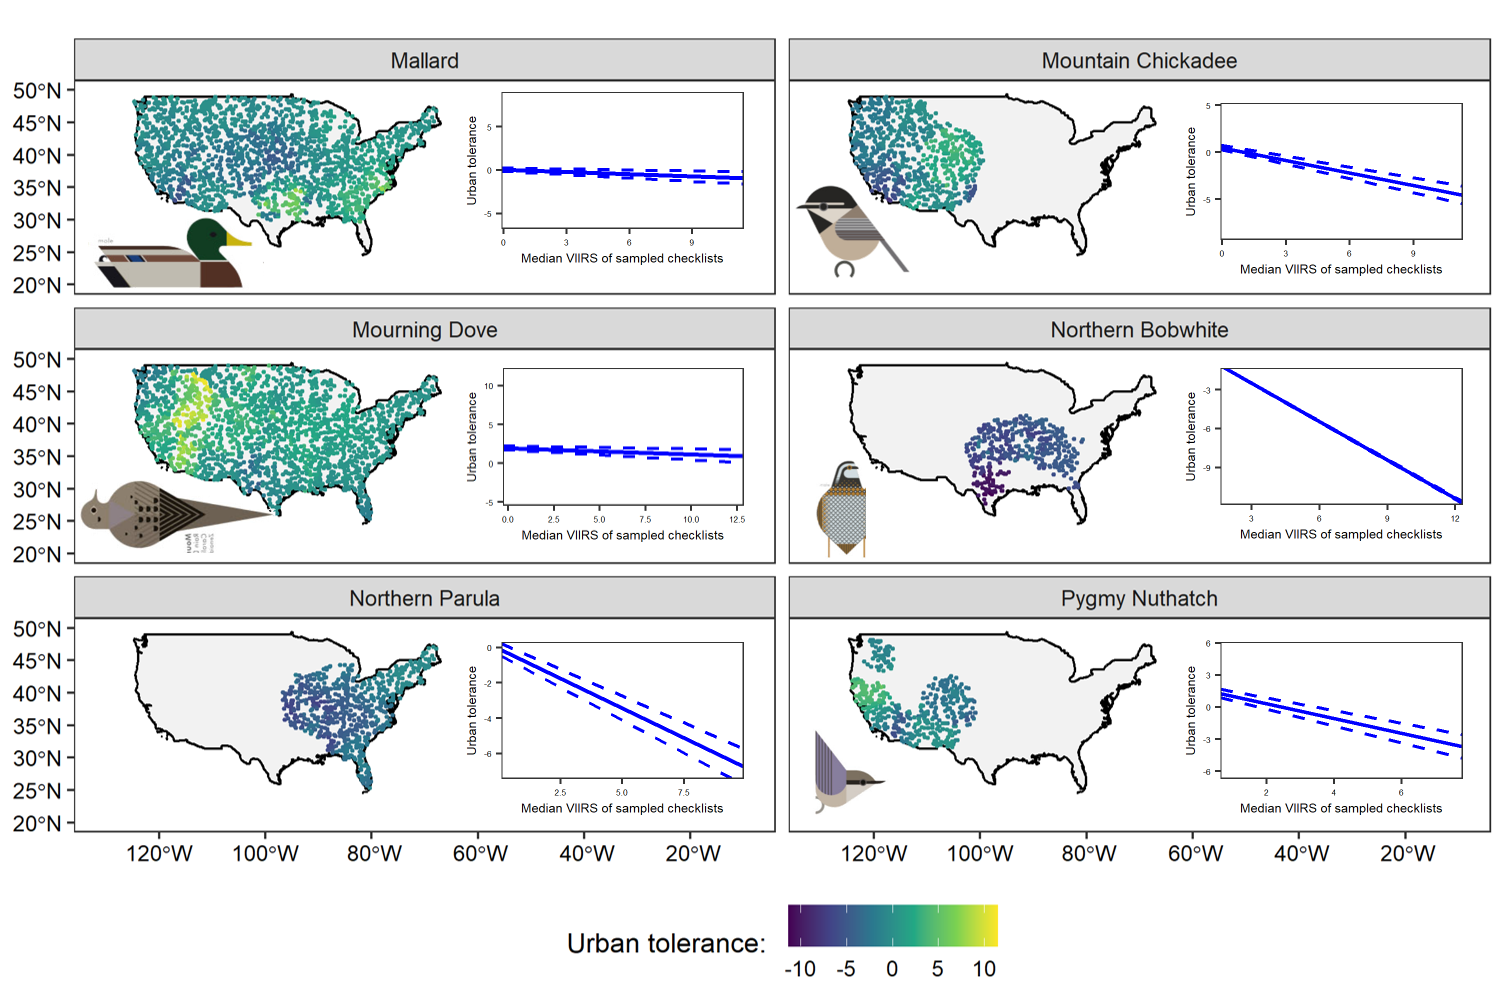 Mallard
Mountain Chickadee
50°N
45°N
40°N
35°N
30°N
25°N
20°N
male
Urban tolerance
5
0
-5
0 3 6 9
Median VIIRS of sampled checklists
Urban tolerance
5
0
-5
0 3 6 9
Median VIIRS of sampled checklists
Mourning Dove
Northern Bobwhite
50°N
45°N
40°N
35°N
30°N
25°N
20°N
Urban tolerance
10
5
0
-5
0.0 2.5 5.0 7.5 10.0 12.5
Median VIIRS of sampled checklists
Urban tolerance
-3
-6
-9
3 6 9 12
Median VIIRS of sampled checklists
Northern Parula
Pygmy Nuthatch
50°N
45°N
40°N
35°N
30°N
25°N
20°N
Urban tolerance
0
-2
-4
-6
2.5 5.0 7.5
Median VIIRS of sampled checklists
Urban tolerance
6
3
0
-3
-6
2 4 6
Median VIIRS of sampled checklists
120°W 100°W 80°W 60°W 40°W 20°W
120°W 100°W 80°W 60°W 40°W 20°W
Urban tolerance:
-10 -5 0 5 10